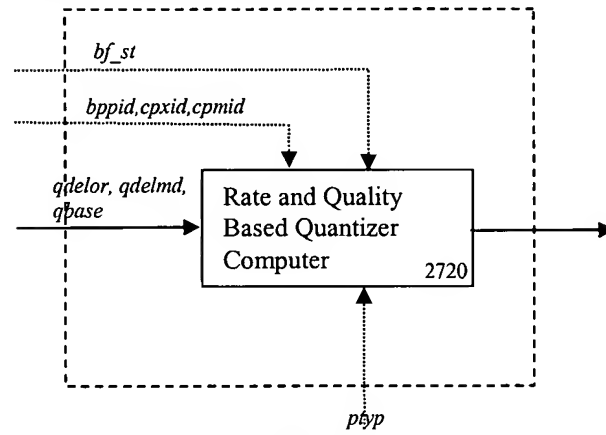 bf_st
bppid,cpxid,cpmid
qdelor, qdelmd,
qbase
Rate and Quality
Based Quantizer
Computer
2720
ptyp